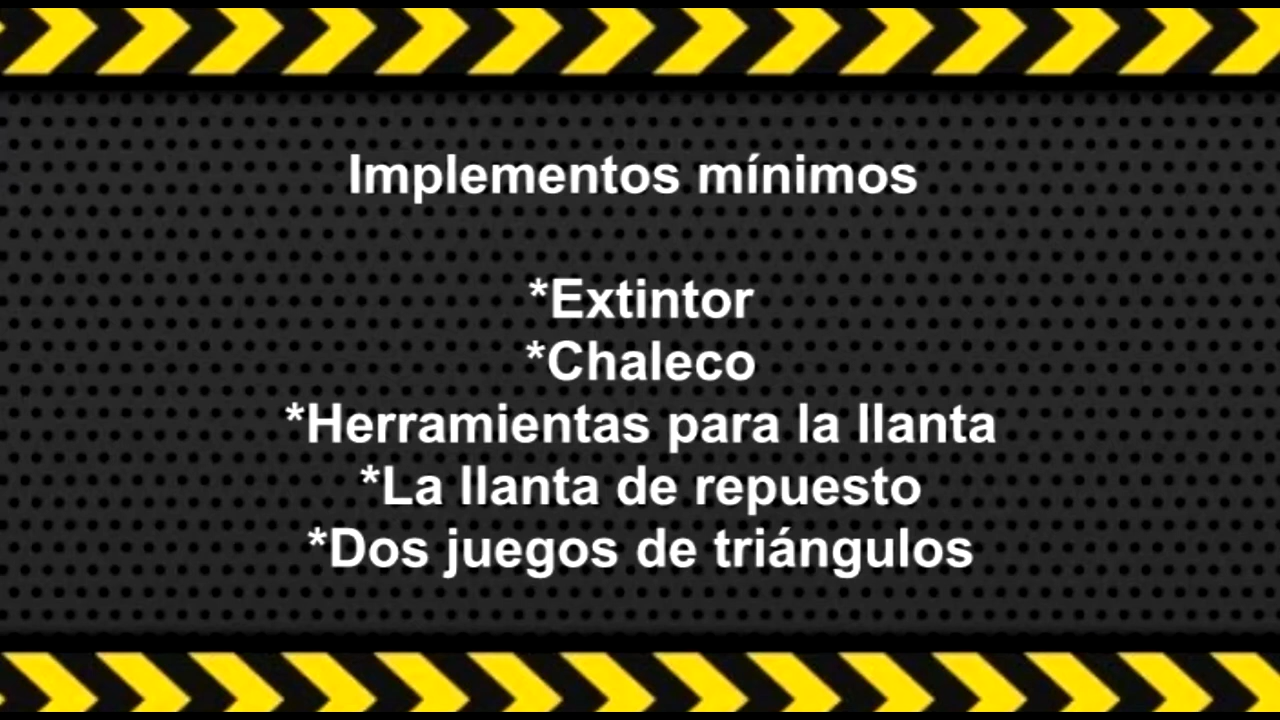 Implementos mínimos
*Extintor
*Chaleco
*Herramientas para la llanta
*La llanta de repuesto
*Dos juegos de triángulos